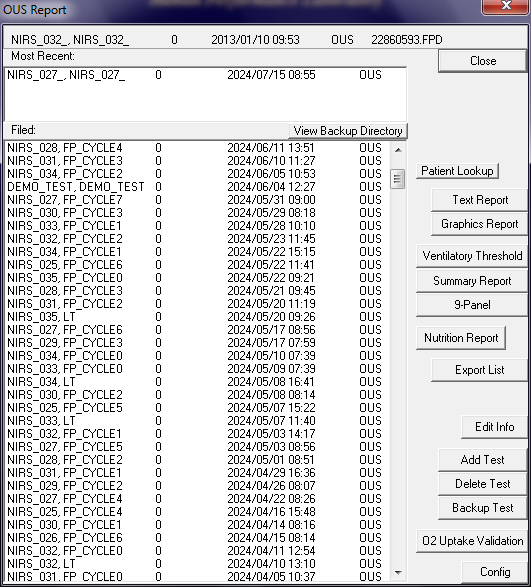 OUS Report
NIRS_032_, NIRS_032_ 0 2013/01/10 09:53 OUS 22860593.FPD
Most Recent:
Close
NIRS_027_, NIRS_027_ 0 2024/07/15 08:55 OUS
Filed:
View Backup Directory
NIRS_028, FP_CYCLE4 0 2024/06/11 13:51 OUS
NIRS_031, FP_CYCLE3 0 2024/06/10 11:27 OUS
NIRS_034, FP_CYCLE2 0 2024/06/05 10:53 OUS
DEMO_TEST, DEMO_TEST 0 2024/06/04 12:27 OUS
NIRS_027, FP_CYCLE7 0 2024/05/31 09:00 OUS
NIRS_030, FP_CYCLE3 0 2024/05/29 08:18 OUS
NIRS_033, FP_CYCLE1 0 2024/05/28 10:10 OUS
NIRS_032, FP_CYCLE2 0 2024/05/23 11:45 OUS
NIRS_034, FP_CYCLE1 0 2024/05/22 15:15 OUS
NIRS_025, FP_CYCLE6 0 2024/05/22 11:41 OUS
NIRS_035, FP_CYCLE0 0 2024/05/22 09:21 OUS
NIRS_028, FP_CYCLE3 0 2024/05/21 09:45 OUS
NIRS_031, FP_CYCLE2 0 2024/05/20 11:19 OUS
NIRS_035, LT 0 2024/05/20 09:26 OUS
NIRS_027, FP_CYCLE6 0 2024/05/17 08:56 OUS
NIRS_029, FP_CYCLE3 0 2024/05/17 07:59 OUS
NIRS_034, FP_CYCLE0 0 2024/05/10 07:39 OUS
NIRS_033, FP_CYCLE0 0 2024/05/09 07:39 OUS
NIRS_034, LT 0 2024/05/08 16:41 OUS
NIRS_030, FP_CYCLE2 0 2024/05/08 08:14 OUS
NIRS_025, FP_CYCLE5 0 2024/05/07 15:22 OUS
NIRS_033, LT 0 2024/05/07 11:40 OUS
NIRS_032, FP_CYCLE1 0 2024/05/03 14:17 OUS
NIRS_027, FP_CYCLE5 0 2024/05/03 08:56 OUS
NIRS_028, FP_CYCLE2 0 2024/05/01 08:51 OUS
NIRS_031, FP_CYCLE1 0 2024/04/29 16:36 OUS
NIRS_029, FP_CYCLE2 0 2024/04/26 08:07 OUS
NIRS_027, FP_CYCLE4 0 2024/04/22 08:26 OUS
NIRS_025, FP_CYCLE4 0 2024/04/16 15:48 OUS
NIRS_030, FP_CYCLE1 0 2024/04/14 08:16 OUS
NIRS_026, FP_CYCLE6 0 2024/04/15 08:14 OUS
NIRS_032, FP_CYCLE0 0 2024/04/11 12:54 OUS
NIRS_032, LT 0 2024/04/10 13:10 OUS
NIRS_031, FP_CYCLE0 0 2024/04/05 10:37 OUS
Patient Lookup
Text Report
Graphics Report
Ventilatory Threshold
Summary Report
9-Panel
Nutrition Report
Export List
Edit Info
Add Test
Delete Test
Backup Test
O2 Uptake Validation
Config